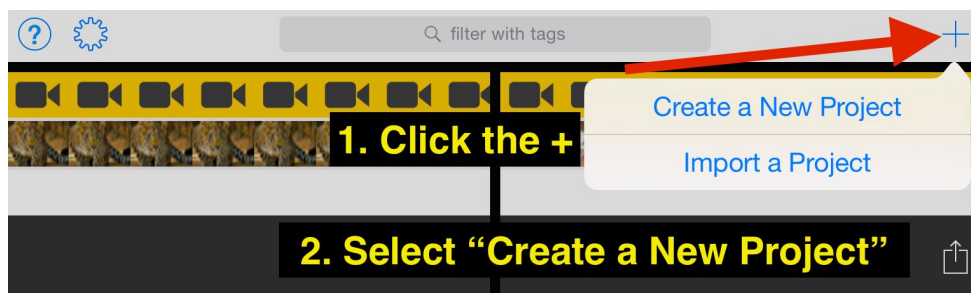 ?
filter with tags
Create a New Project
1. Click the +
Import a Project
2. Select “Create a New Project”